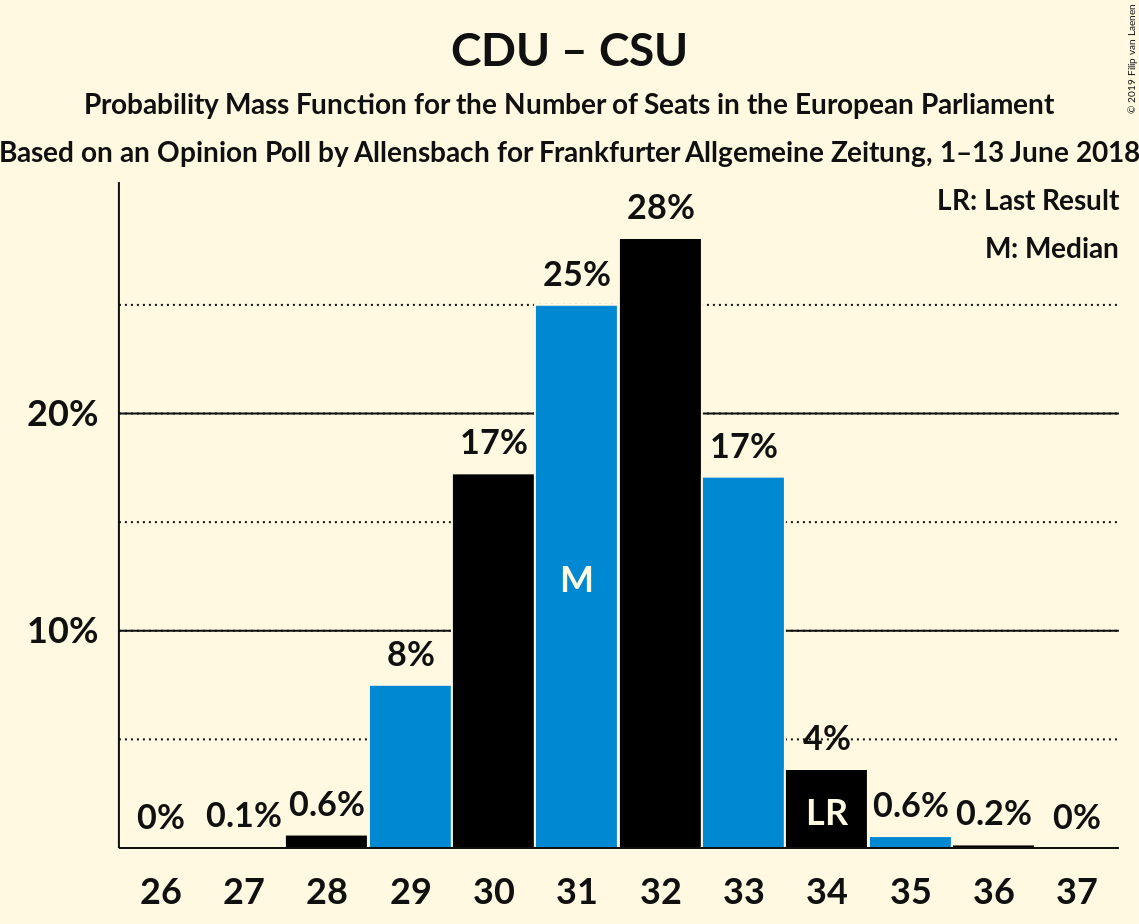 CDU – CSU
Probability Mass Function for the Number of Seats in the European Parliament
Based on an Opinion Poll by Allensbach for Frankfurter Allgemeine Zeitung, 1–13 June 2018
© 2019 Filip van Laenen
LR: Last Result
M: Median
28%
25%
20%
17%
17%
M
10%
8%
4%
LR
0%
0.1%
0.6%
0.6%
0.2%
0%
26 27 28 29 30 31 32 33 34 35 36 37